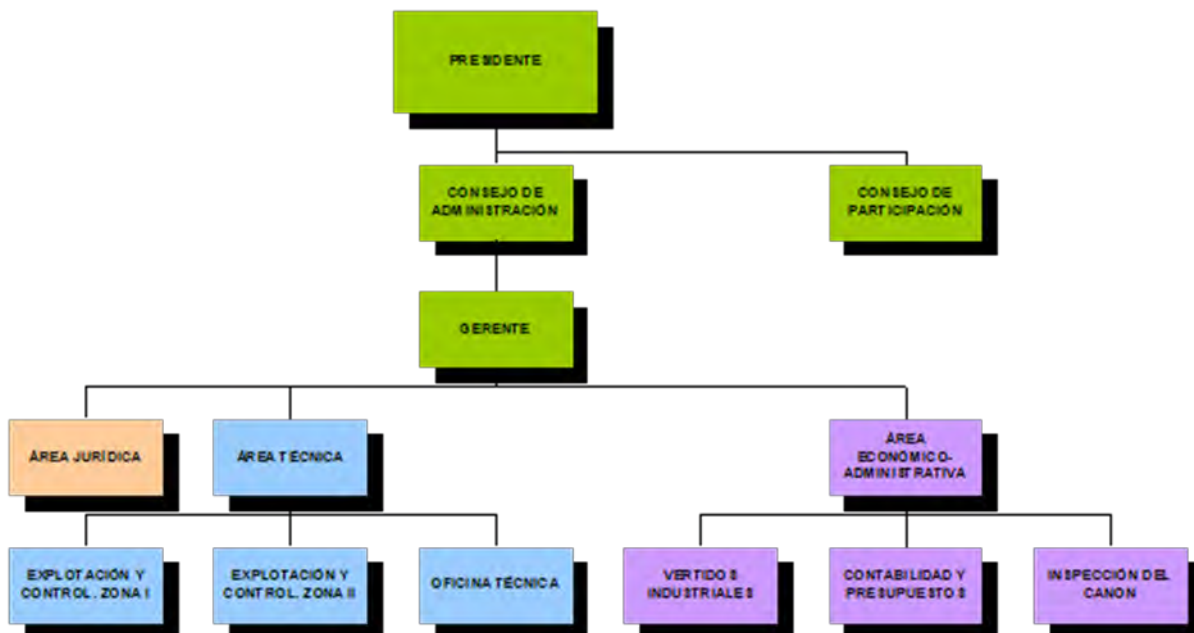 PRESIDENTE
CONSEJO DE
ADMINISTRACIÓN
CONSEJO DE
PARTICIPACIÓN
GERENTE
ÁREA JURÍDICA
ÁREA TÉCNICA
ÁREA
ECONÓMICO-
ADMINISTRATIVA
EXPLOTACIÓN Y
CONTROL. ZONA I
EXPLOTACIÓN Y
CONTROL. ZONA II
OFICINA TÉCNICA
VERTIDOS
INDUSTRIALES
CONTABILIDAD Y
PRESUPUESTOS
INSPECCIÓN DEL
CANON